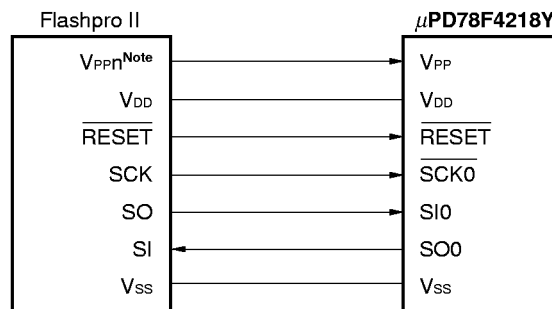 Flashpro II μPD78F4218Y
VPPnNote VPP
VDD VDD
RESET RESET
SCK SCK0
SO SI0
SI SO0
VSS VSS